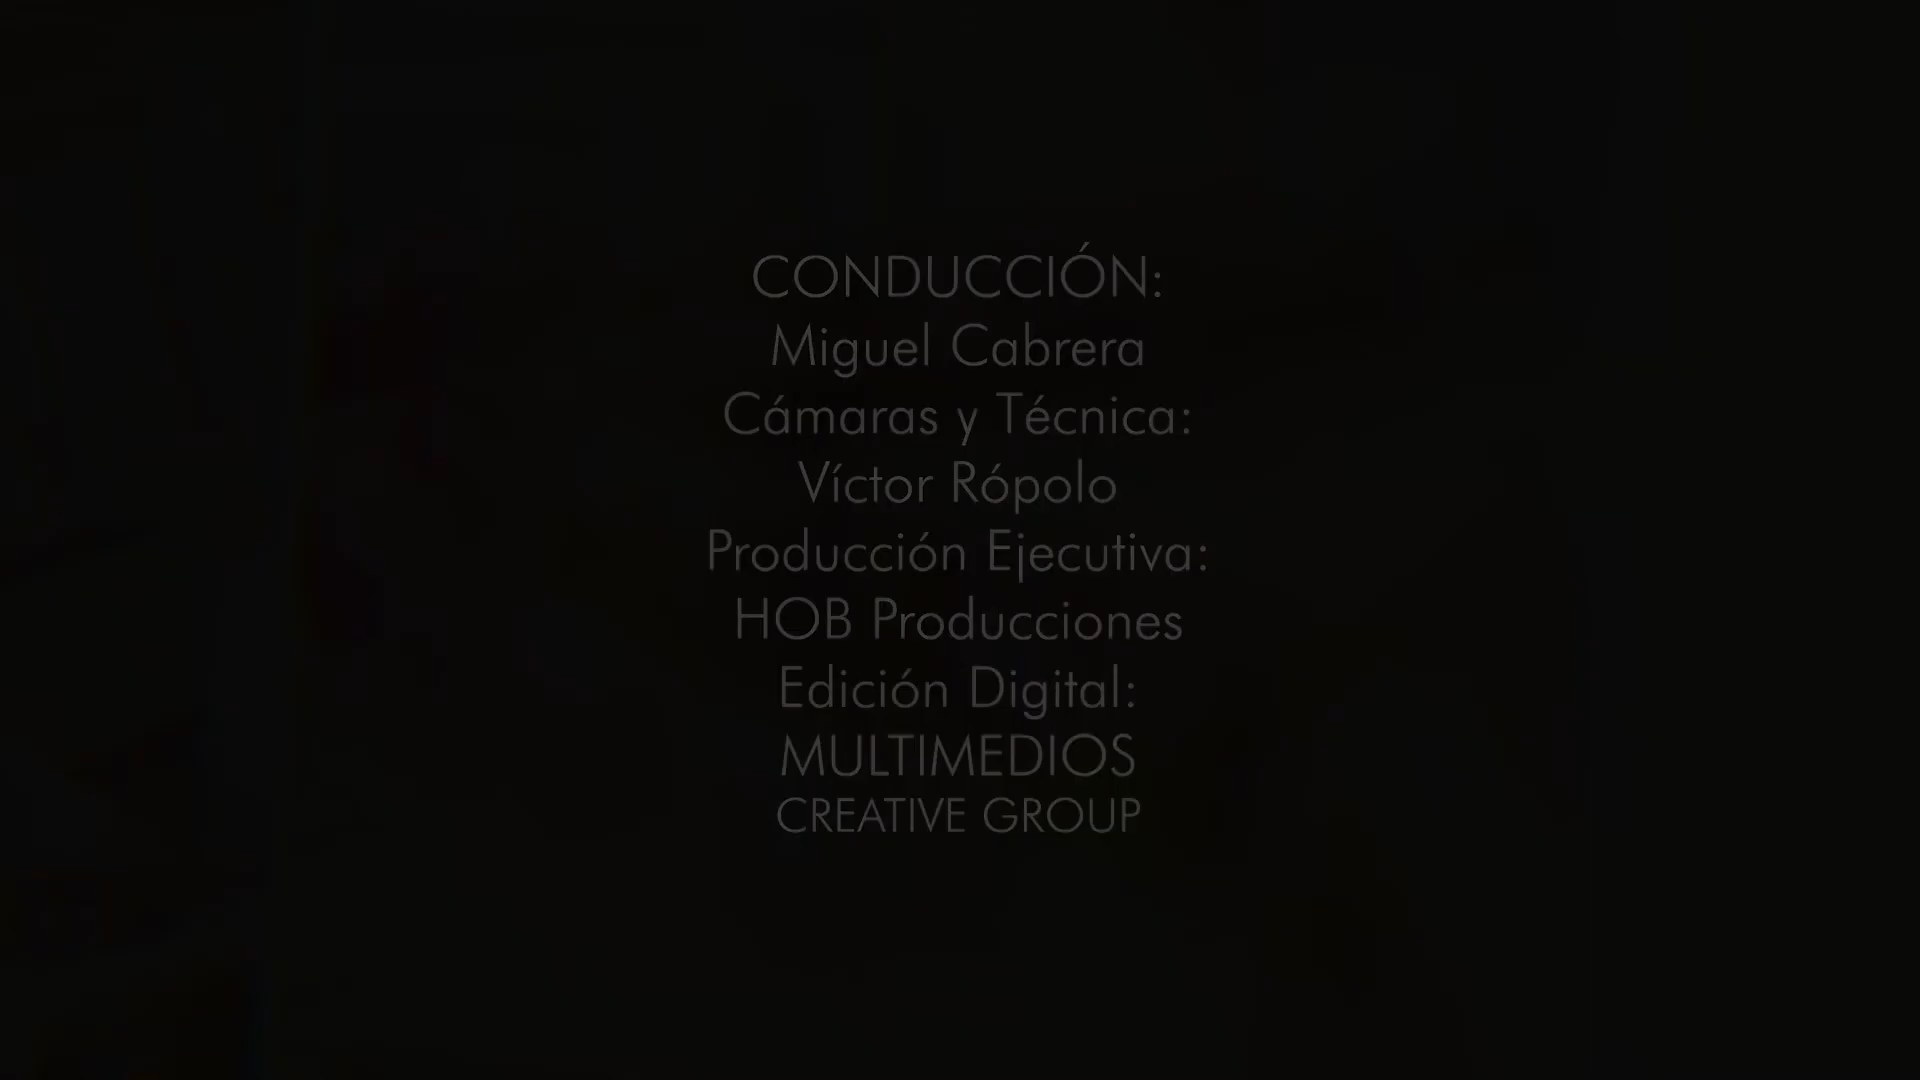 CONDUCCIÓN:
Miguel Cabrera
Cámaras y Técnica:
Víctor Rópolo
Producción Ejecutiva:
HOB Producciones
Edición Digital:
MULTIMEDIOS
CREATIVE GROUP